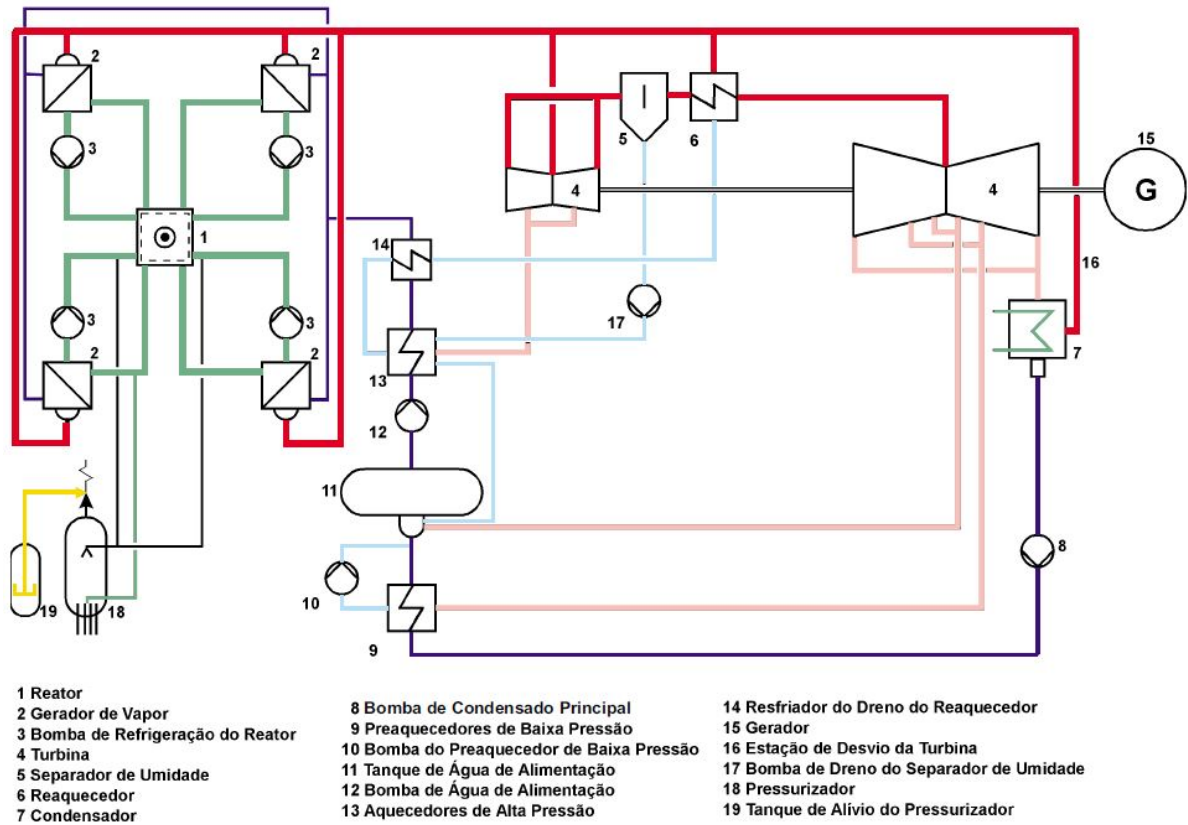 2
2
15
3
3
5
6
4
G
4
1
14
16
3
3
17
2
2
13
7
12
11
8
10
19
18
9
1 Reator
2 Gerador de Vapor
3 Bomba de Refrigeração do Reator
4 Turbina
5 Separador de Umidade
6 Reaquecedor
7 Condensador
8 Bomba de Condensado Principal
9 Preaquecedores de Baixa Pressão
10 Bomba do Preaquecedor de Baixa Pressão
11 Tanque de Água de Alimentação
12 Bomba de Água de Alimentação
13 Aquecedores de Alta Pressão
14 Resfriador do Dreno do Reaquecedor
15 Gerador
16 Estação de Desvio da Turbina
17 Bomba de Dreno do Separador de Umidade
18 Pressurizador
19 Tanque de Alívio do Pressurizador